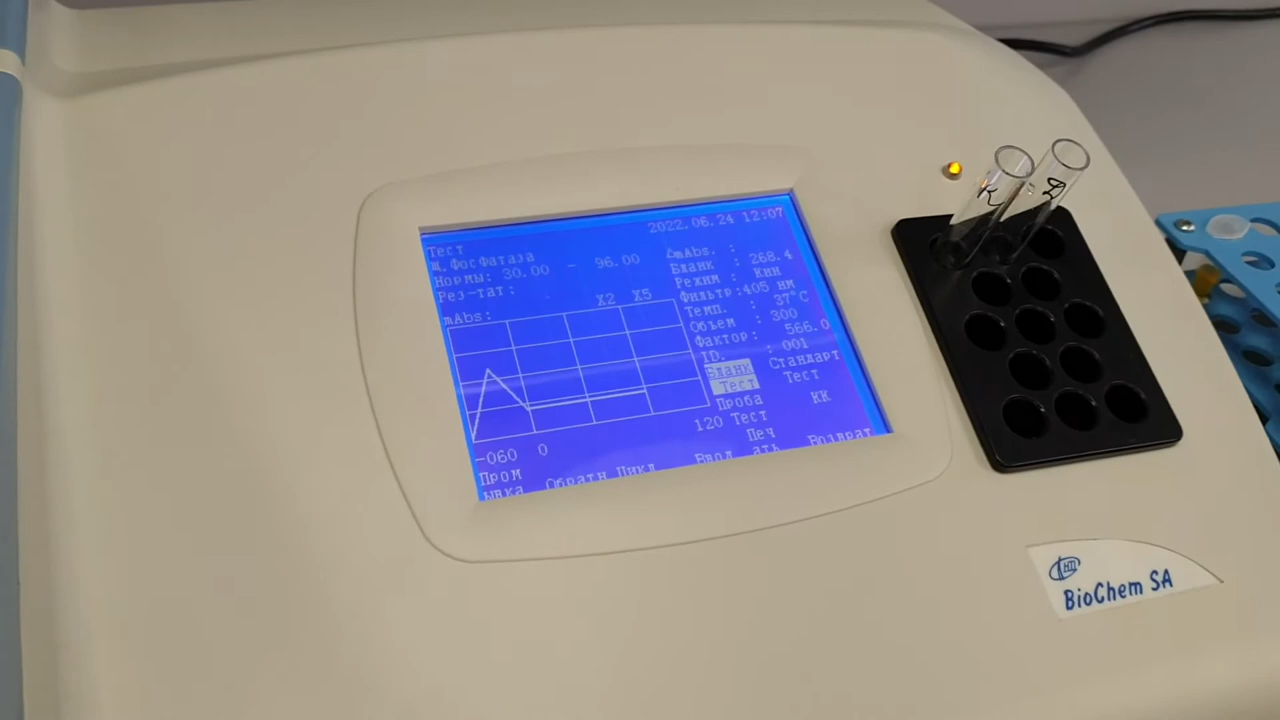 2022.06.24 12:07
Тест
Щ.Фосфатаза
Нормы: 30.00 - 96.00
Рез-тат:
X2 X5
mAbs:
ΔmAbs. :
Бланк : 268.4
Режим : Кин
Фильтр:405 нм
Темп. : 37°C
Объем : 300
Фактор: 566.0
ID. : 001
Бланк Стандарт
Тест Тест
Проба КК
120 Тест
-060 0
Пром
ывка Обратн Цикл Ввод Печ
ать Возврат
К
HTI
BioChem SA